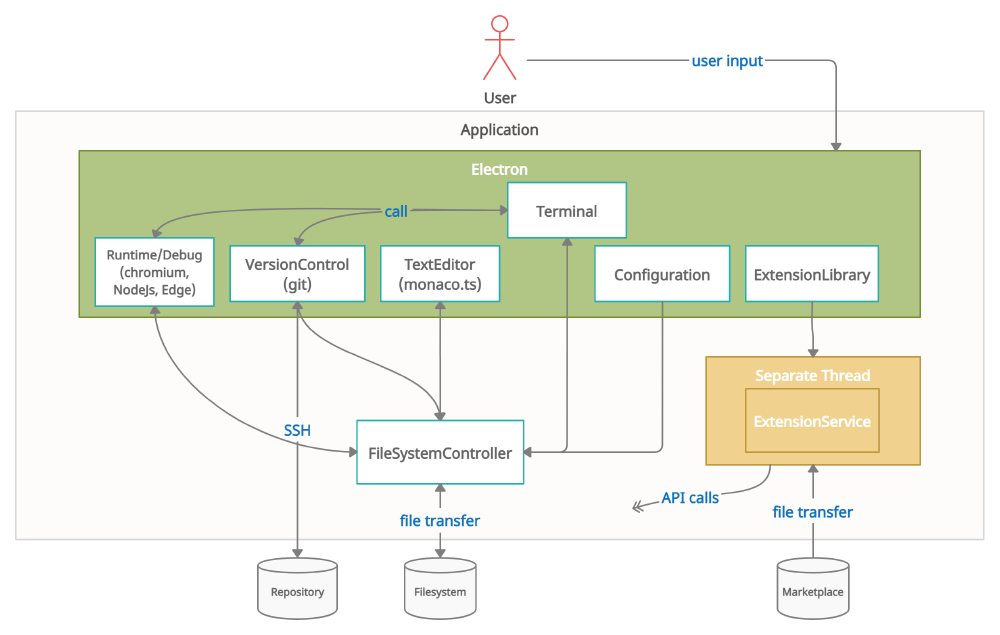 user input
User
Application
Electron
Terminal
call
Runtime/Debug
(chromium,
NodeJs, Edge)
VersionControl
(git)
TextEditor
(monaco.ts)
Configuration
ExtensionLibrary
Separate Thread
ExtensionService
SSH
FileSystemController
API calls
file transfer
file transfer
Repository
Filesystem
Marketplace